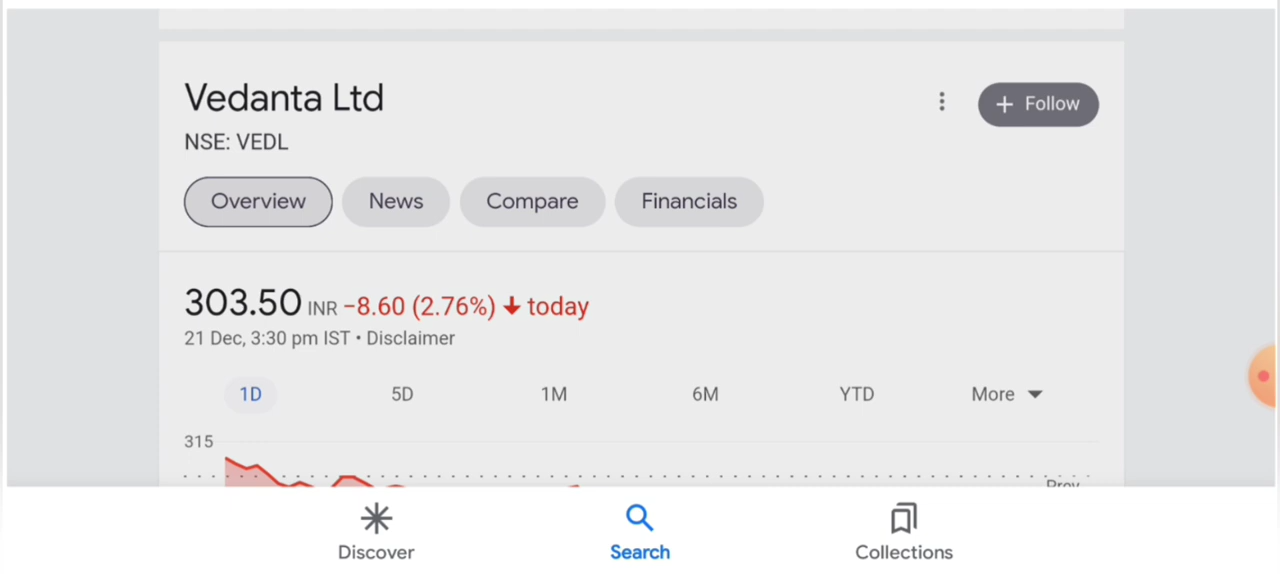 Vedanta Ltd
+ Follow
NSE: VEDL
Overview News Compare Financials
303.50 INR −8.60 (2.76%) ↓ today
21 Dec, 3:30 pm IST • Disclaimer
1D 5D 1M 6M YTD More
315
Prev
Discover Search Collections